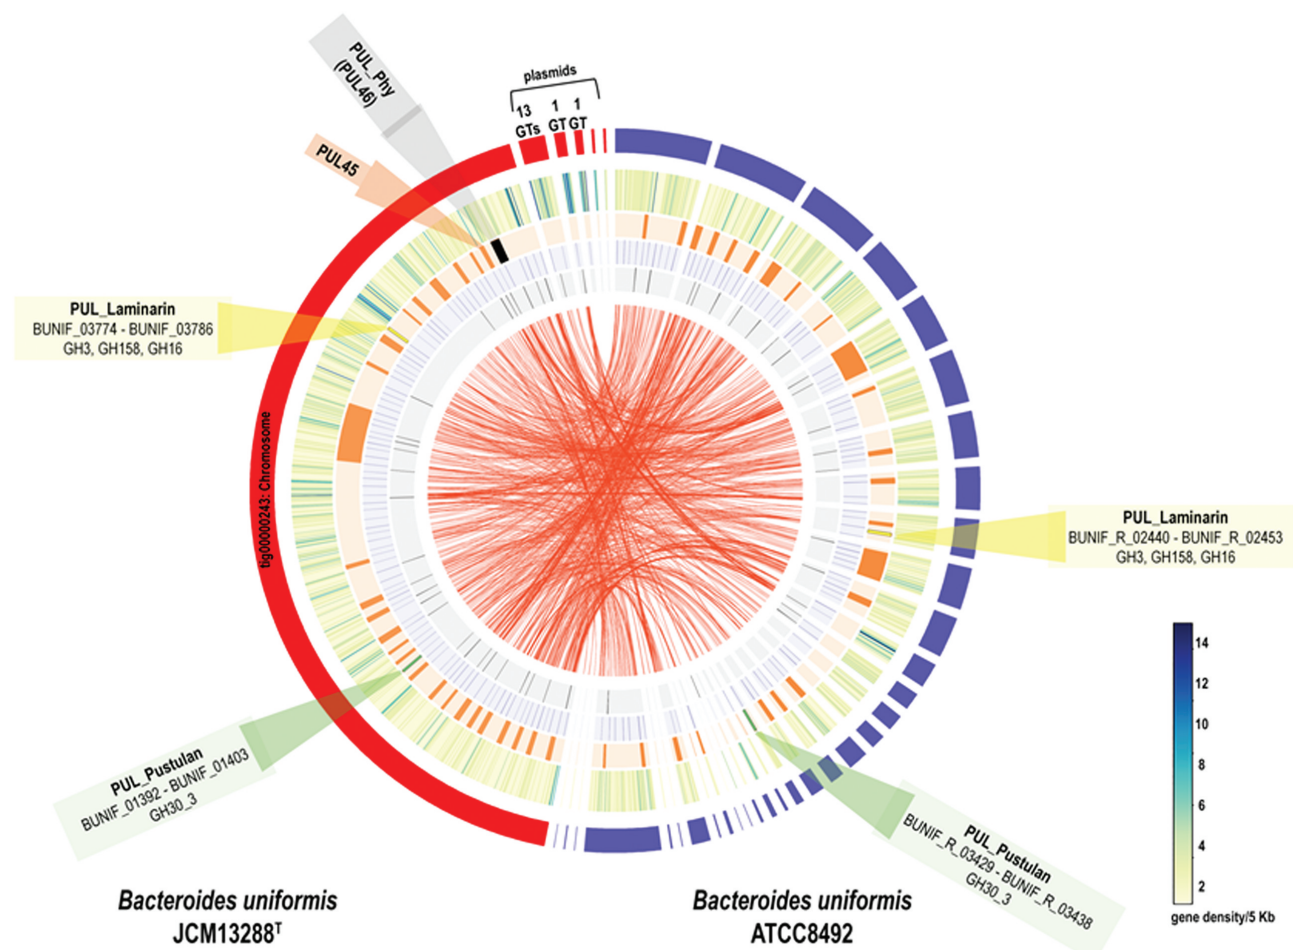 PUL_Phy
(PUL46)
plasmids
13 1 1
GTs GT GT
PUL45
PUL_Laminarin
BUNIF_03774 - BUNIF_03786
GH3, GH158, GH16
tig00000243: Chromosome
PUL_Laminarin
BUNIF_R_02440 - BUNIF_R_02453
GH3, GH158, GH16
PUL_Pustulan
BUNIF_01392 - BUNIF_01403
GH30_3
PUL_Pustulan
BUNIF_R_03429 - BUNIF_R_03438
GH30_3
14
12
10
8
6
4
2
gene density/5 Kb
Bacteroides uniformis
JCM13288ᵀ
Bacteroides uniformis
ATCC8492